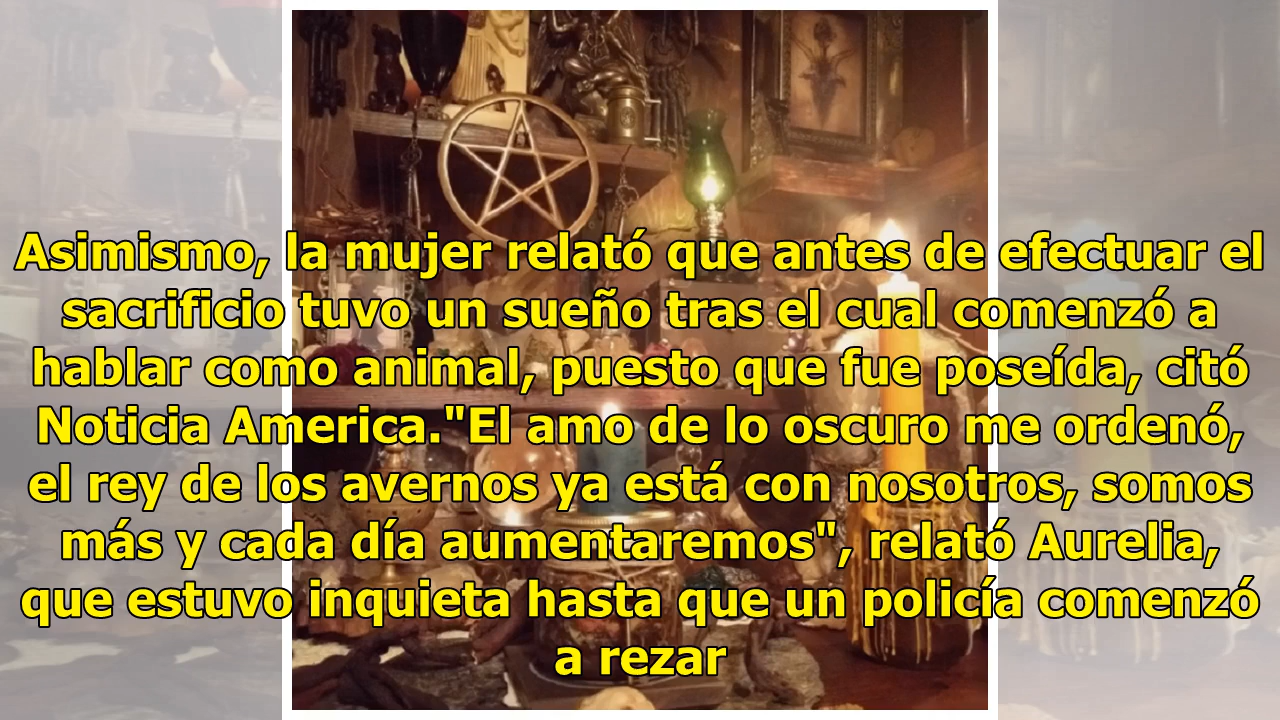 Asimismo, la mujer relató que antes de efectuar el
sacrificio tuvo un sueño tras el cual comenzó a
hablar como animal, puesto que fue poseída, citó
Noticia America."El amo de lo oscuro me ordenó,
el rey de los avernos ya está con nosotros, somos
más y cada día aumentaremos", relató Aurelia,
que estuvo inquieta hasta que un policía comenzó
a rezar